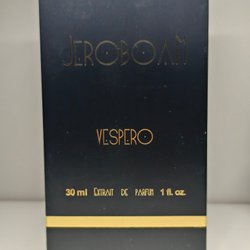 JEROBOAM
VESPERO
30 ml EXTRAIT DE PARFUM 1 fl. oz.